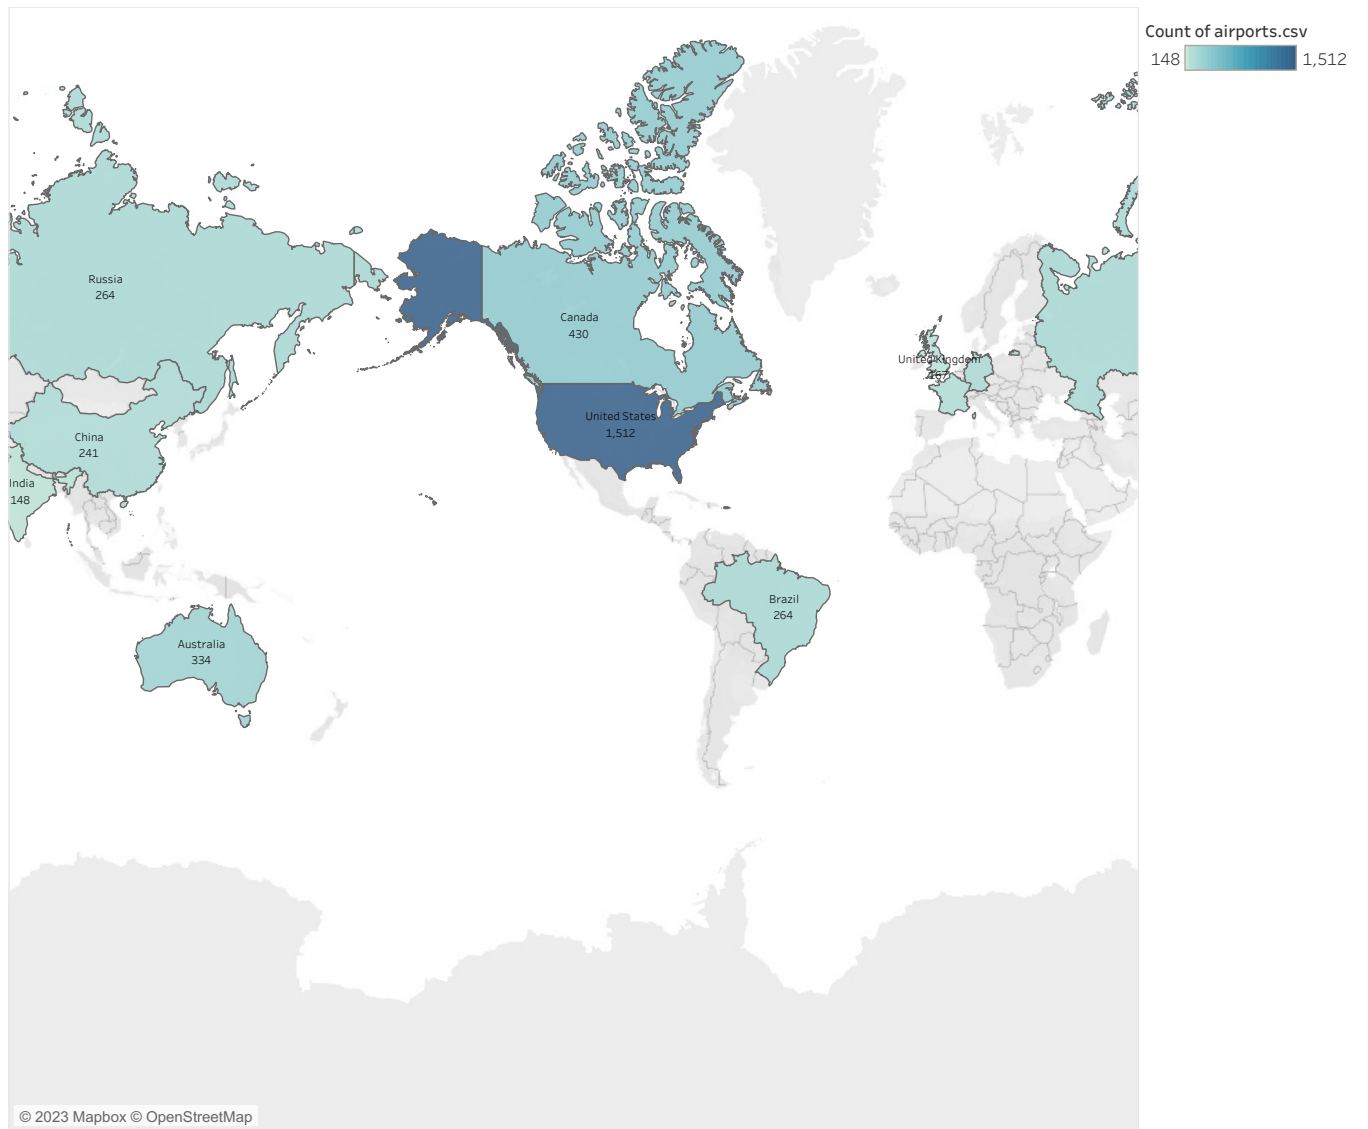 Count of airports.csv
148 1,512
Russia
264
Canada
430
United Kingdom
167
United States
1,512
China
241
India
148
Brazil
264
Australia
334
© 2023 Mapbox © OpenStreetMap